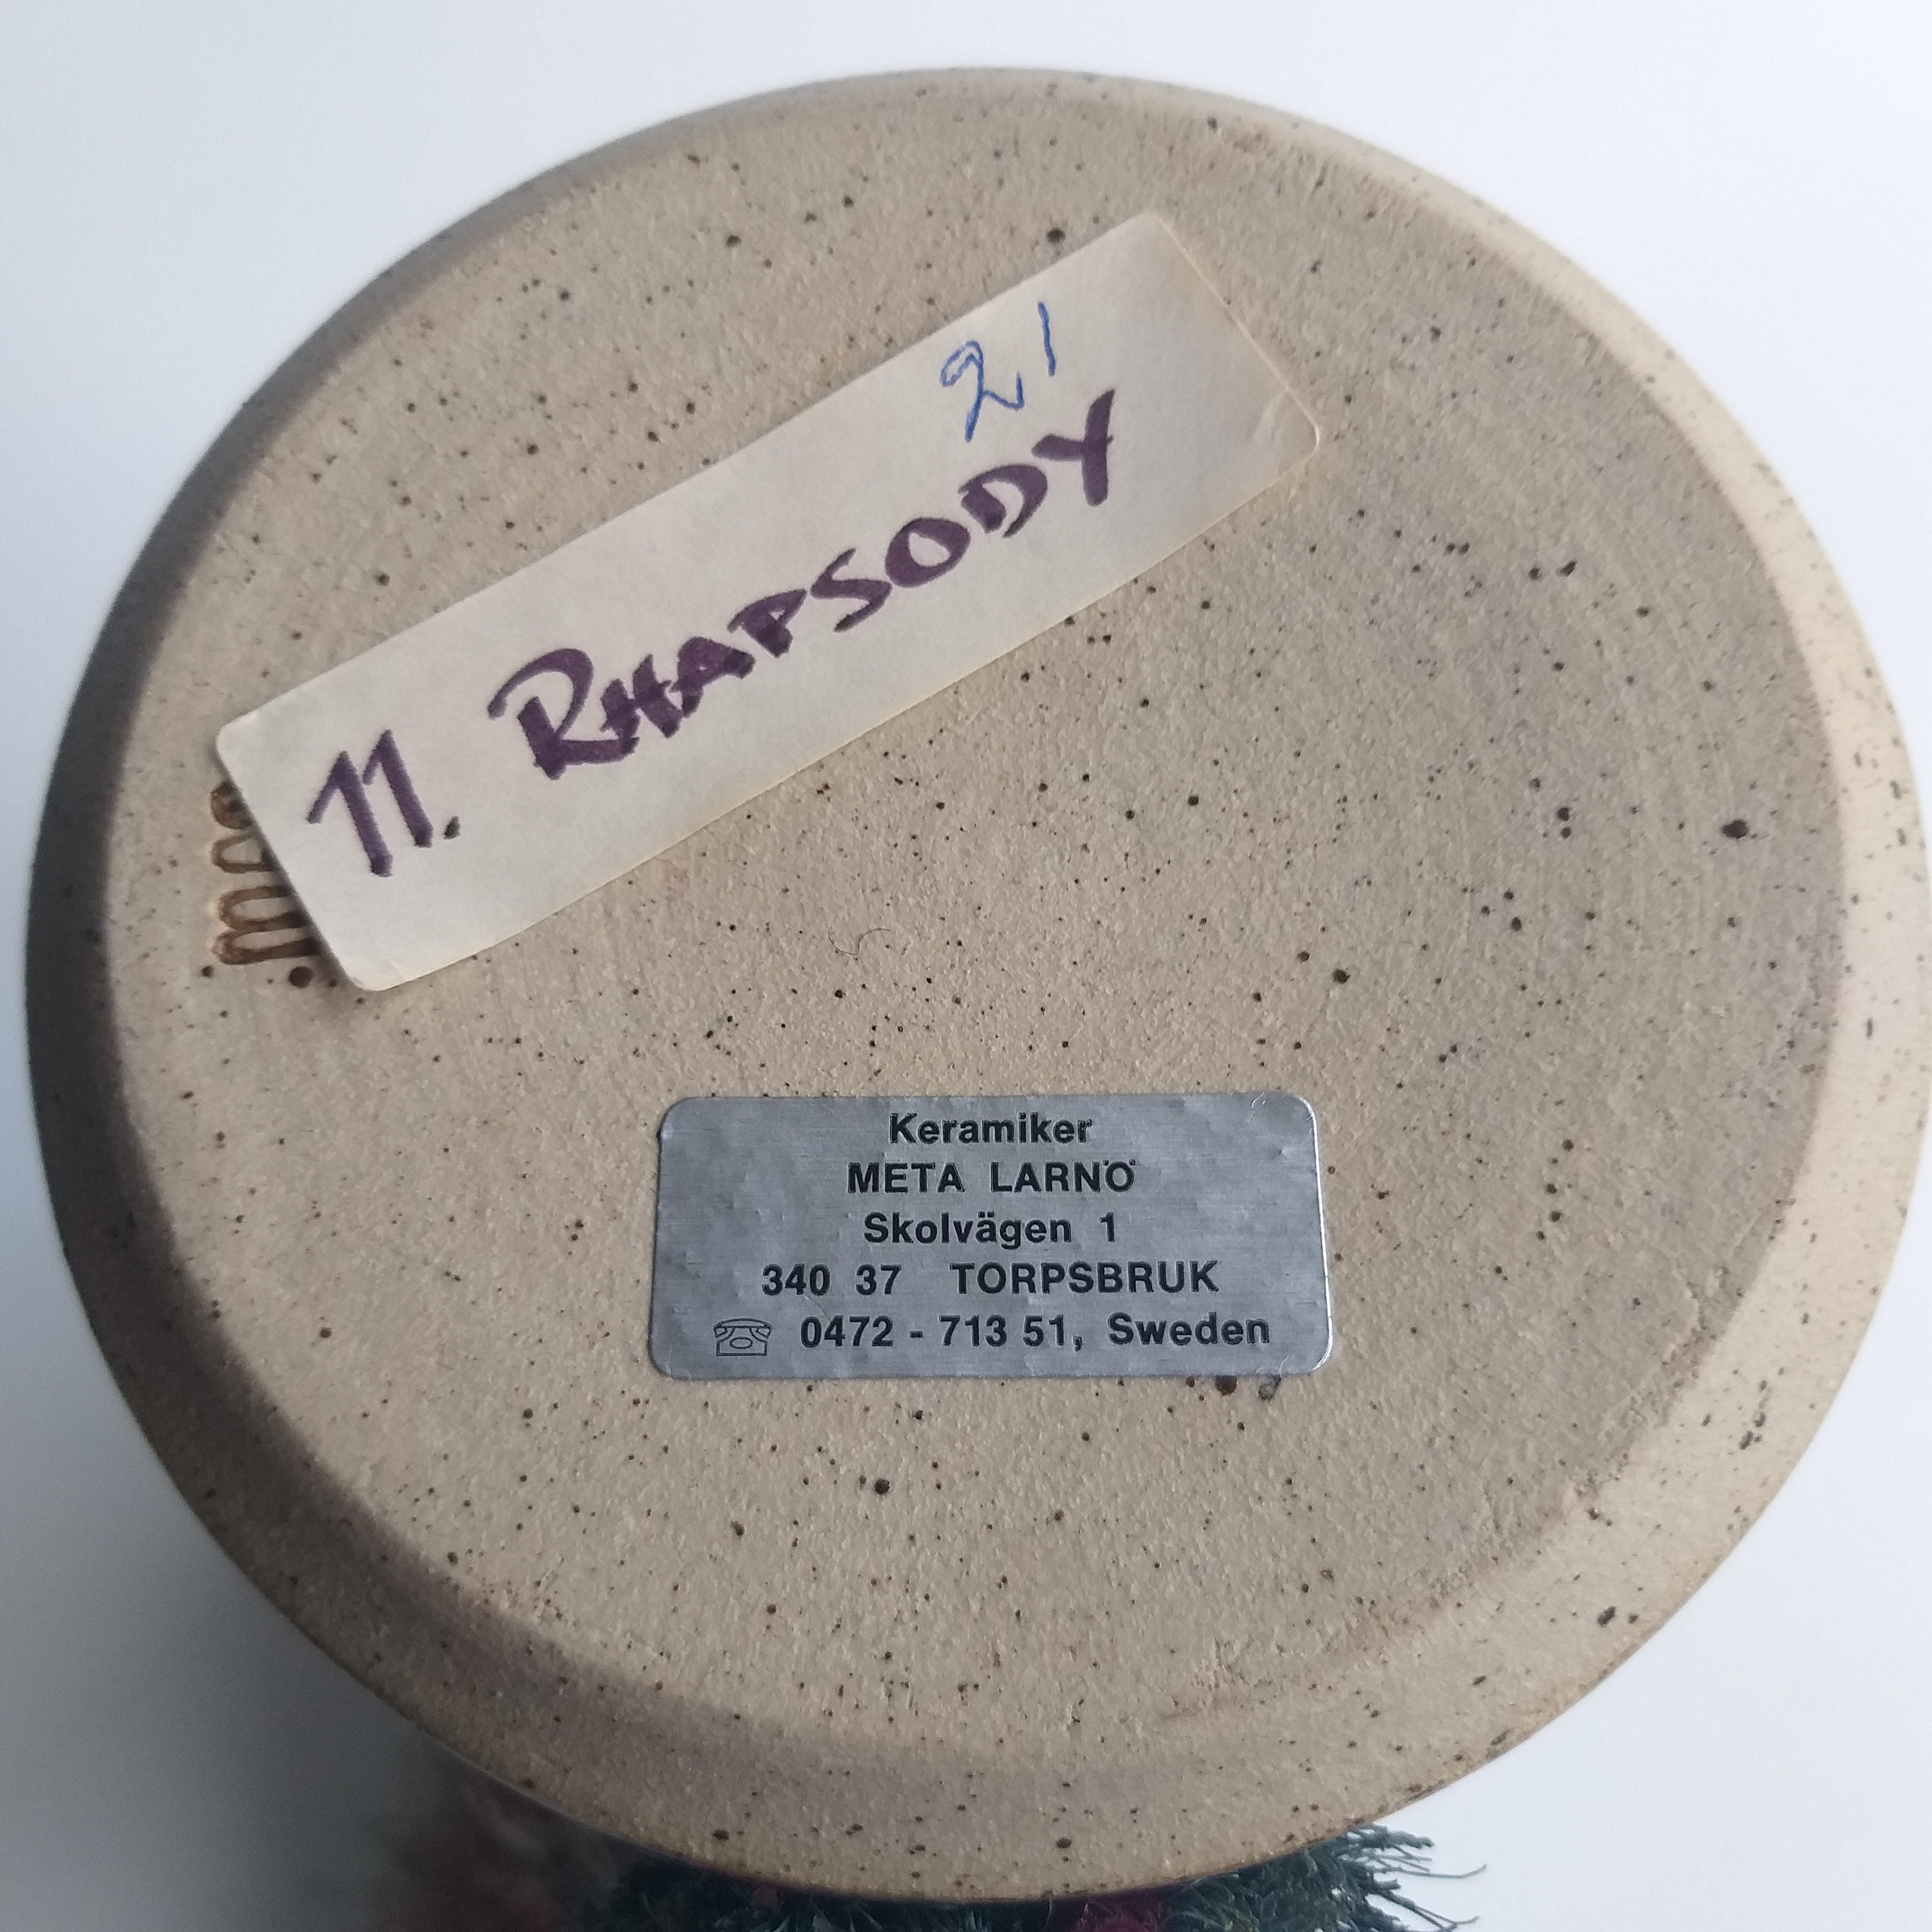 21
11. RHAPSODY
Keramiker
META LARNÖ
Skolvägen 1
340 37 TORPSBRUK
0472 - 713 51, Sweden